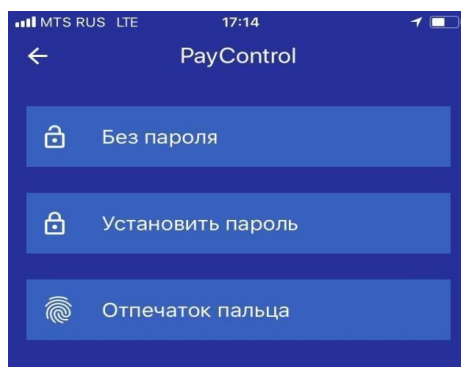 MTS RUS LTE 17:14
PayControl
Без пароля
Установить пароль
Отпечаток пальца